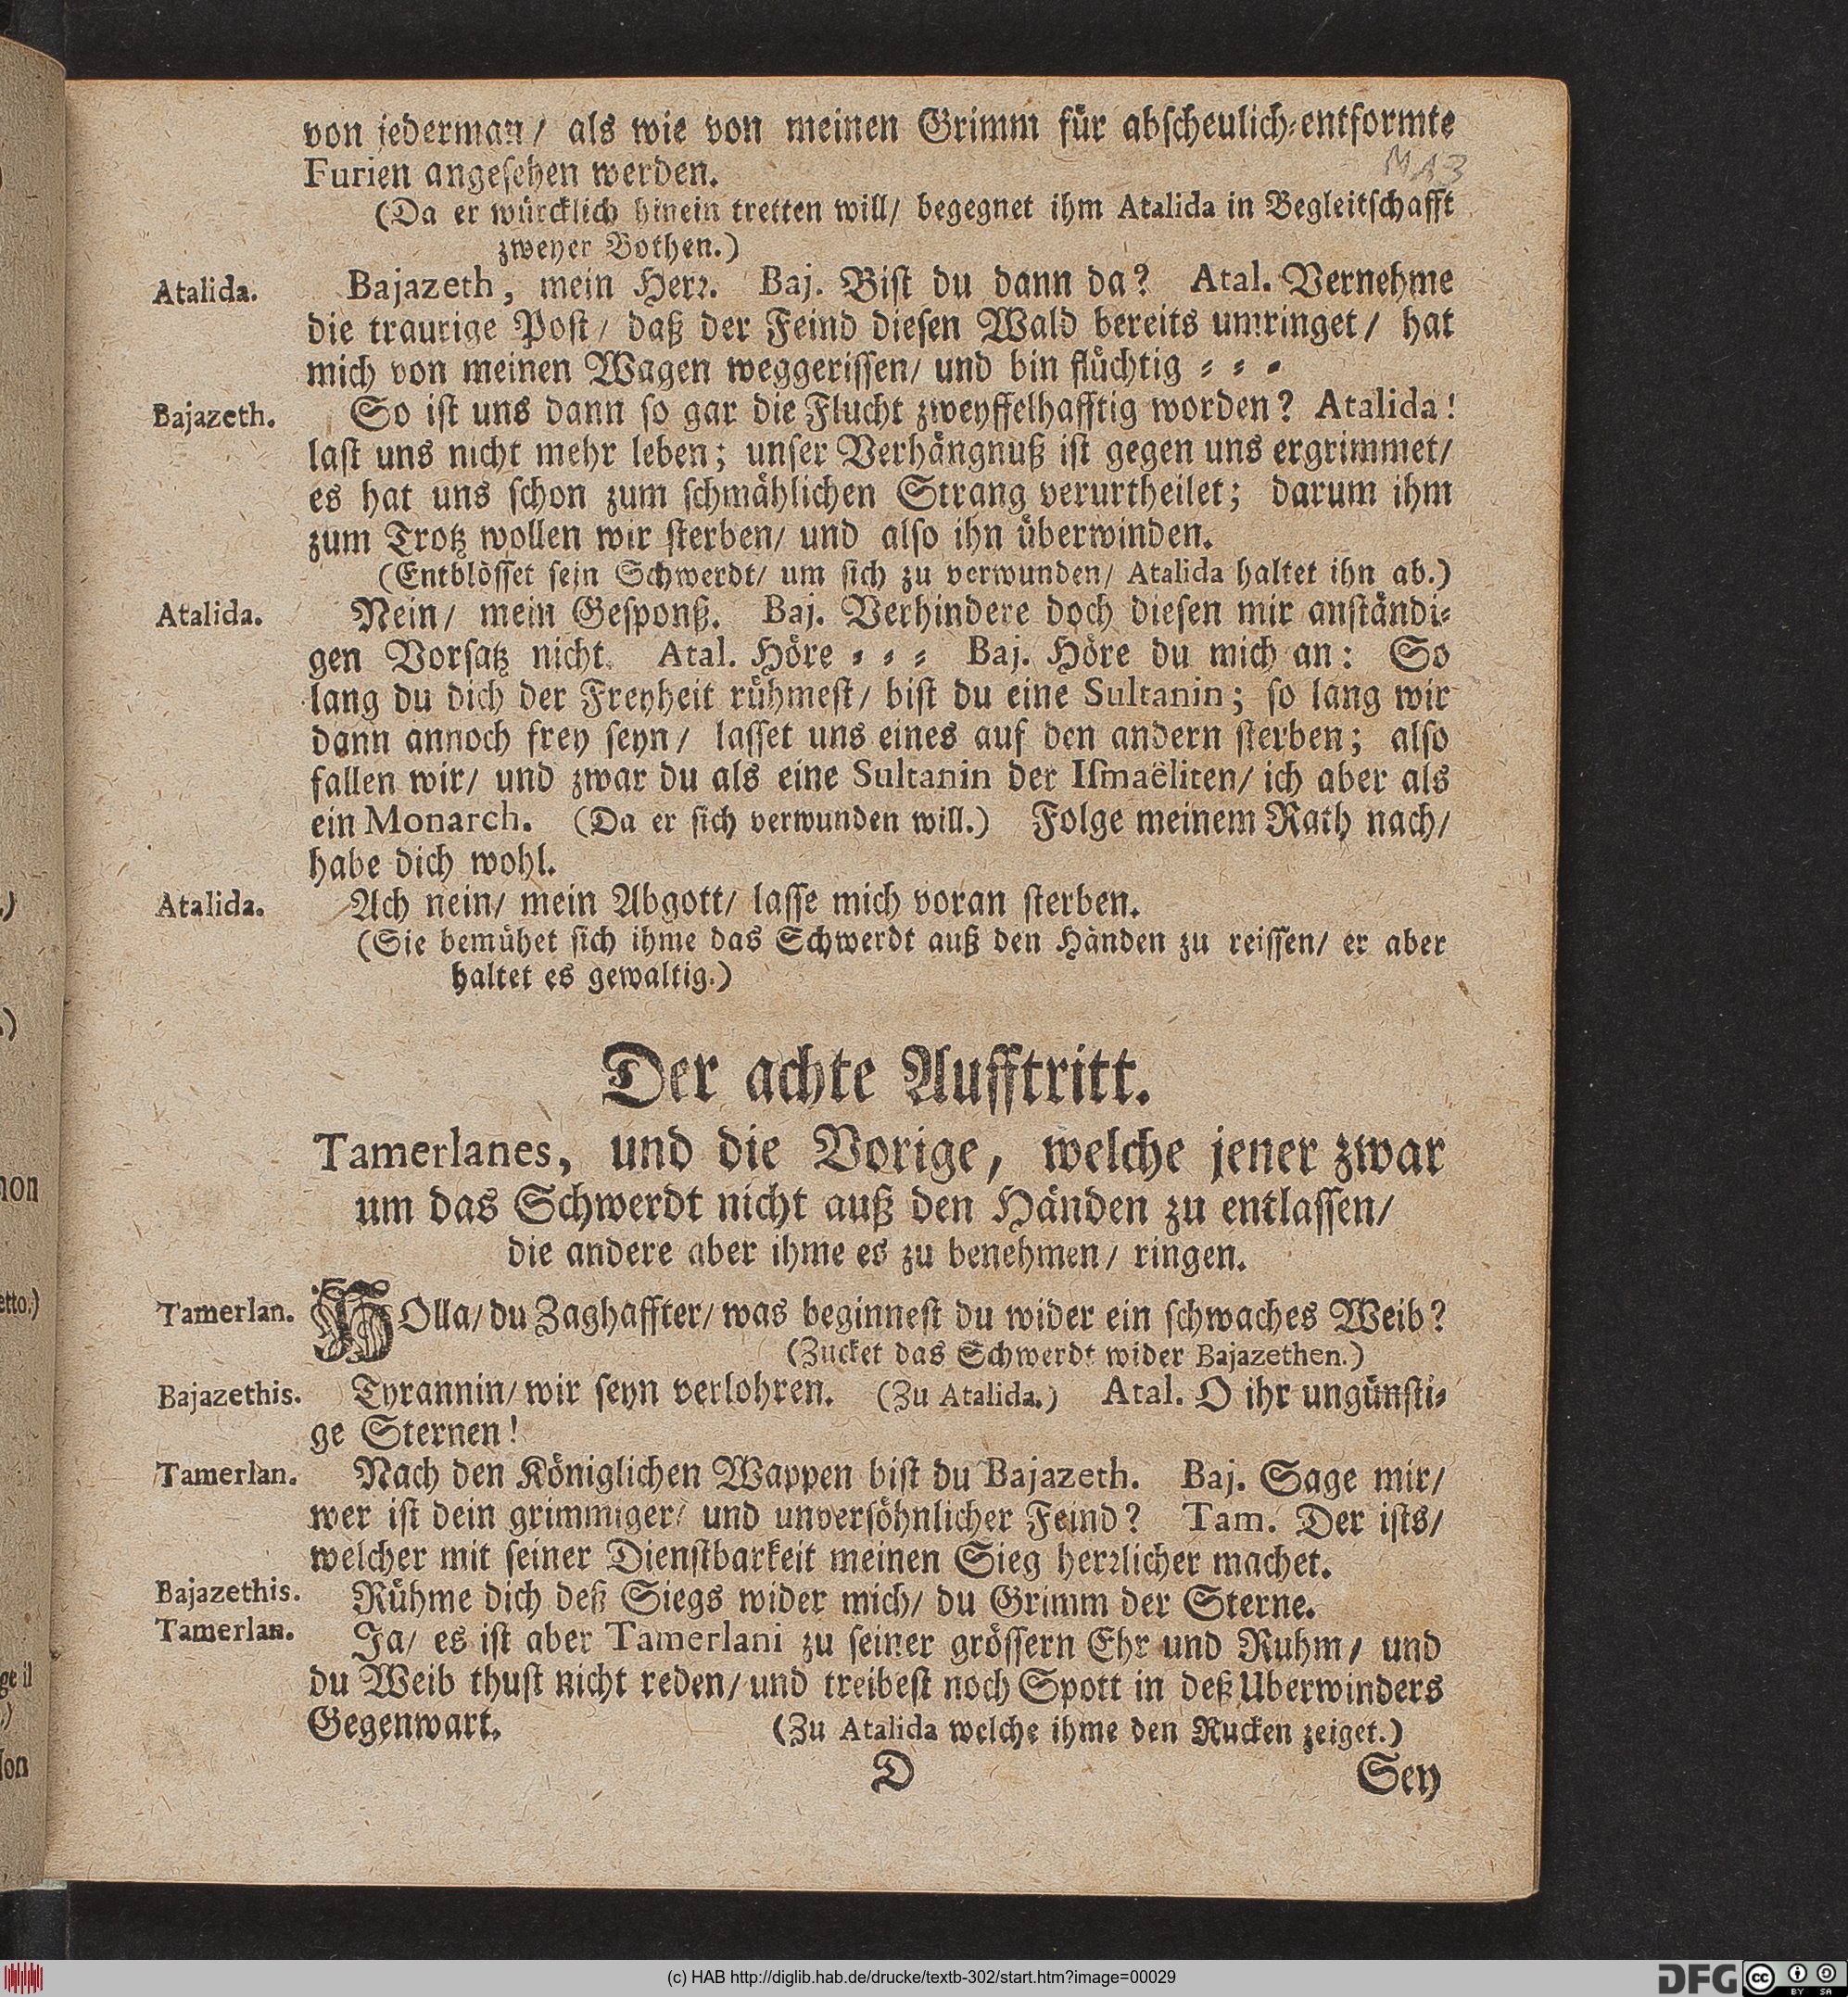 von jederman/ als wie von meinen Grimm für abſcheulich⸗entformte
Furien angeſehen werden.
(Da er würcklich hinein tretten will/ begegnet ihm Atalida in Begleitſchafft
zweyer Bothen.)
Atalida. Bajazeth, mein Herꝛ. Baj. Biſt du dann da? Atal. Vernehme
die traurige Poſt/ daß der Feind dieſen Wald bereits umringet/ hat
mich von meinen Wagen weggeriſſen/ und bin flüchtig ⸗ ⸗ ⸗
Bajazeth. So iſt uns dann ſo gar die Flucht zweyffelhafftig worden? Atalida!
laſt uns nicht mehr leben; unſer Verhängnuß iſt gegen uns ergrimmet/
es hat uns ſchon zum ſchmählichen Strang verurtheilet; darum ihm
zum Trotz wollen wir ſterben/ und alſo ihn überwinden.
(Entblöſſet ſein Schwerdt/ um ſich zu verwunden/ Atalida haltet ihn ab.)
Atalida. Nein/ mein Geſponß. Baj. Verhindere doch dieſen mir anſtändi⸗
gen Vorſatz nicht. Atal. Höre ⸗ ⸗ ⸗ Baj. Höre du mich an: So
lang du dich der Freyheit rühmeſt/ biſt du eine Sultanin; ſo lang wir
dann annoch frey ſeyn/ laſſet uns eines auf den andern ſterben; alſo
fallen wir/ und zwar du als eine Sultanin der Iſmaëliten/ ich aber als
ein Monarch. (Da er ſich verwunden will.) Folge meinem Rath nach/
habe dich wohl.
Atalida. Ach nein/ mein Abgott/ laſſe mich voran ſterben.
(Sie bemühet ſich ihme das Schwerdt auß den Händen zu reiſſen/ er aber
haltet es gewaltig.)
Der achte Aufftritt.
Tamerlanes, und die Vorige, welche jener zwar
um das Schwerdt nicht auß den Händen zu entlaſſen/
die andere aber ihme es zu benehmen/ ringen.
Tamerlan. HOlla/ du Zaghaffter/ was beginneſt du wider ein ſchwaches Weib?
(Zucket das Schwerdt wider Bajazethen.)
Bajazethis. Tyrannin/ wir ſeyn verlohren. (Zu Atalida.) Atal. O ihr ungünſti⸗
ge Sternen!
Tamerlan. Nach den Königlichen Wappen biſt du Bajazeth. Baj. Sage mir/
wer iſt dein grimmiger/ und unverſöhnlicher Feind? Tam. Der iſts/
welcher mit ſeiner Dienſtbarkeit meinen Sieg herꝛlicher machet.
Bajazethis. Rühme dich deß Siegs wider mich/ du Grimm der Sterne.
Tamerlan. Ja/ es iſt aber Tamerlani zu ſeiner gröſſern Ehr und Ruhm/ und
du Weib thuſt nicht reden/ und treibeſt noch Spott in deß Uberwinders
Gegenwart. (Zu Atalida welche ihme den Rucken zeiget.)
D Sey
(c) HAB http://diglib.hab.de/drucke/textb-302/start.htm?image=00029
DFG
cc BY SA